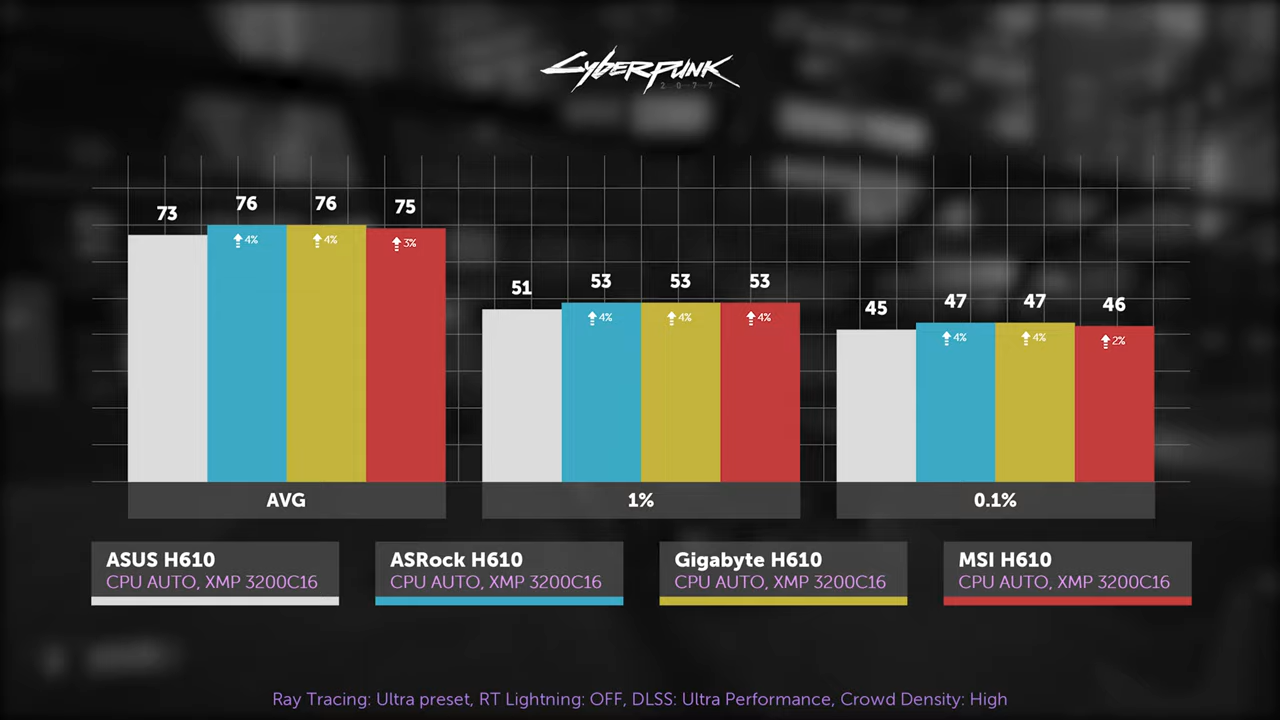 CYBERPUNK
2077
73
76
76
75
4%
4%
3%
51
53
53
53
4%
4%
4%
45
47
47
46
4%
4%
2%
AVG
1%
0.1%
ASUS H610
CPU AUTO, XMP 3200C16
ASRock H610
CPU AUTO, XMP 3200C16
Gigabyte H610
CPU AUTO, XMP 3200C16
MSI H610
CPU AUTO, XMP 3200C16
Ray Tracing: Ultra preset, RT Lightning: OFF, DLSS: Ultra Performance, Crowd Density: High